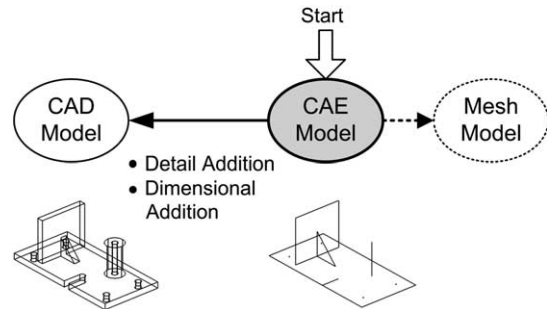 Start
CAD
Model
CAE
Model
Mesh
Model
• Detail Addition
• Dimensional
Addition